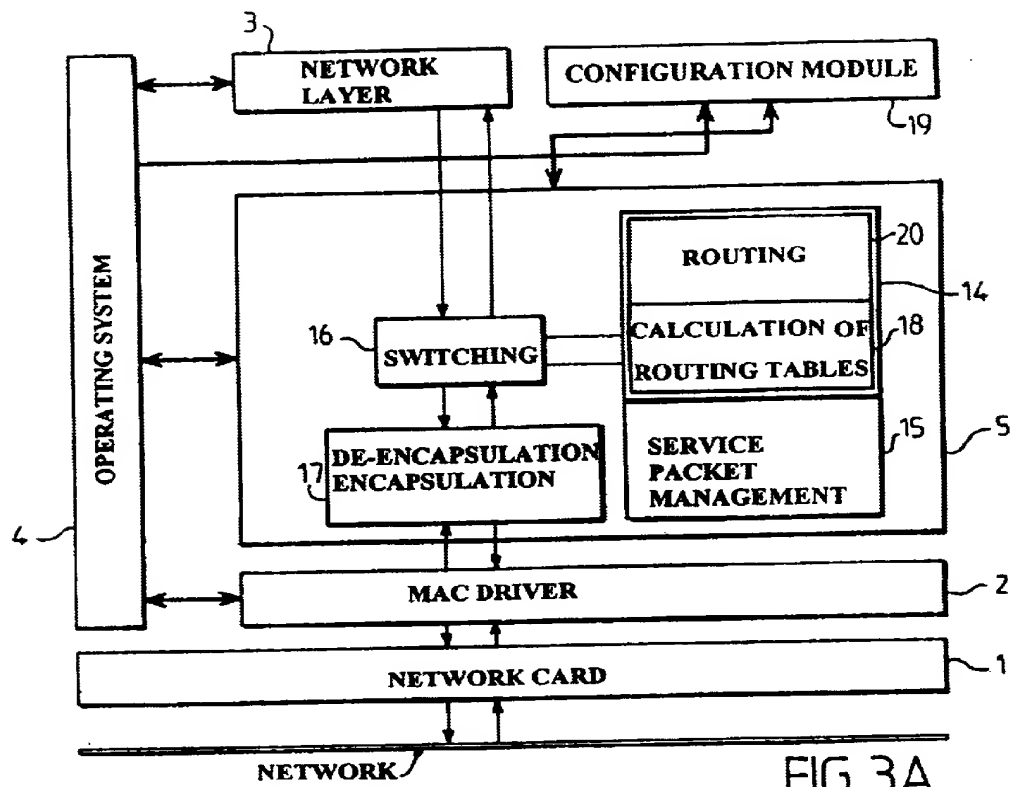 3
NETWORK
LAYER
CONFIGURATION MODULE
19
OPERATING SYSTEM
4
16
SWITCHING
ROUTING
20
14
CALCULATION OF
ROUTING TABLES
18
17
DE-ENCAPSULATION
ENCAPSULATION
SERVICE
PACKET
MANAGEMENT
15
5
MAC DRIVER
2
NETWORK CARD
1
NETWORK
FIG. 3A